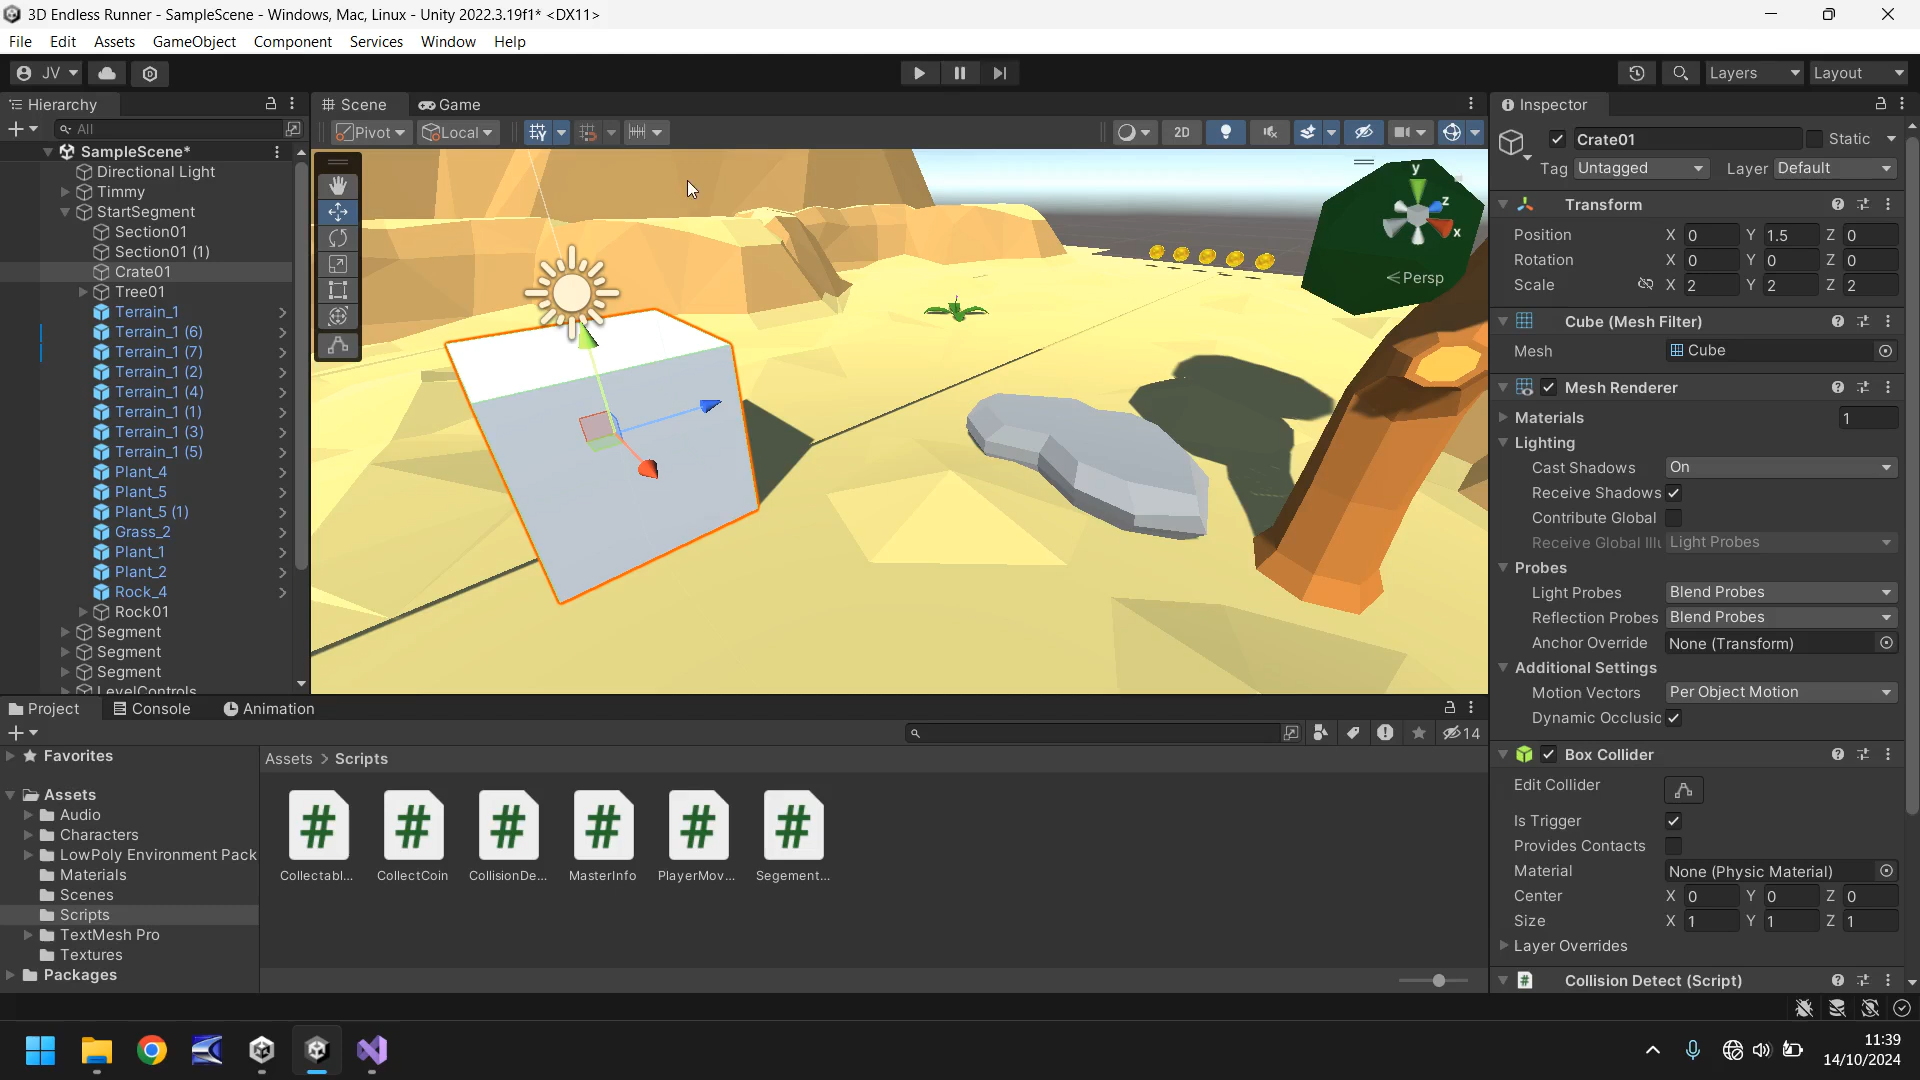 3D Endless Runner - SampleScene - Windows, Mac, Linux - Unity 2022.3.19f1* <DX11>
File Edit Assets GameObject Component Services Window Help
JV Layers Layout
Hierarchy
All
SampleScene*
Directional Light
Timmy
StartSegment
Section01
Section01 (1)
Crate01
Tree01
Terrain_1
Terrain_1 (6)
Terrain_1 (7)
Terrain_1 (2)
Terrain_1 (4)
Terrain_1 (1)
Terrain_1 (3)
Terrain_1 (5)
Plant_4
Plant_5
Plant_5 (1)
Grass_2
Plant_1
Plant_2
Rock_4
Rock01
Segment
Segment
Segment
LevelControls
Scene Game
Pivot Local 2D
y
z
x
Persp
Inspector
Crate01 Static
Tag Untagged Layer Default
Transform
Position X 0 Y 1.5 Z 0
Rotation X 0 Y 0 Z 0
Scale X 2 Y 2 Z 2
Cube (Mesh Filter)
Mesh Cube
Mesh Renderer
Materials 1
Lighting
Cast Shadows On
Receive Shadows
Contribute Global
Receive Global Illu Light Probes
Probes
Light Probes Blend Probes
Reflection Probes Blend Probes
Anchor Override None (Transform)
Additional Settings
Motion Vectors Per Object Motion
Dynamic Occlusic
Box Collider
Edit Collider
Is Trigger
Provides Contacts
Material None (Physic Material)
Center X 0 Y 0 Z 0
Size X 1 Y 1 Z 1
Layer Overrides
Collision Detect (Script)
Project Console Animation
14
Favorites
Assets
Audio
Characters
LowPoly Environment Pack
Materials
Scenes
Scripts
TextMesh Pro
Textures
Packages
Assets > Scripts
Collectabl... CollectCoin CollisionDe... MasterInfo PlayerMov... Segement...
11:39
14/10/2024